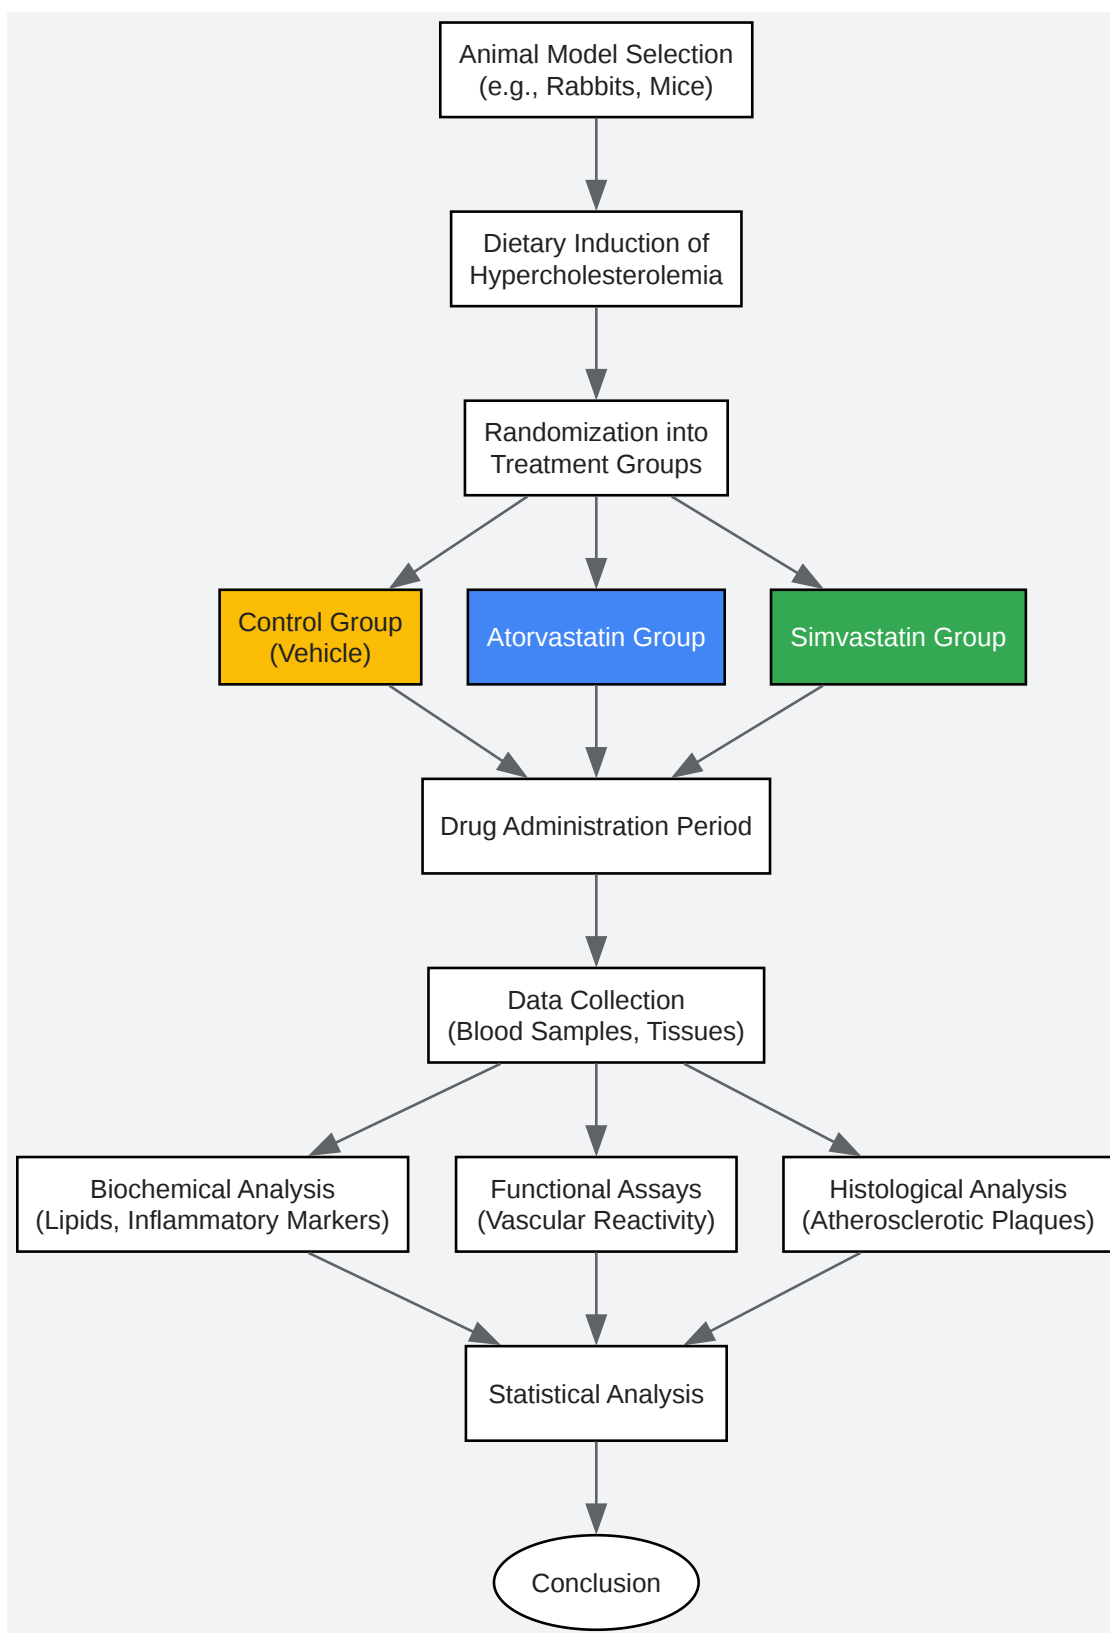 Animal Model Selection
(e.g., Rabbits, Mice)
Dietary Induction of
Hypercholesterolemia
Randomization into
Treatment Groups
Control Group
(Vehicle)
Atorvastatin Group
Simvastatin Group
Drug Administration Period
Data Collection
(Blood Samples, Tissues)
Biochemical Analysis
(Lipids, Inflammatory Markers)
Functional Assays
(Vascular Reactivity)
Histological Analysis
(Atherosclerotic Plaques)
Statistical Analysis
Conclusion